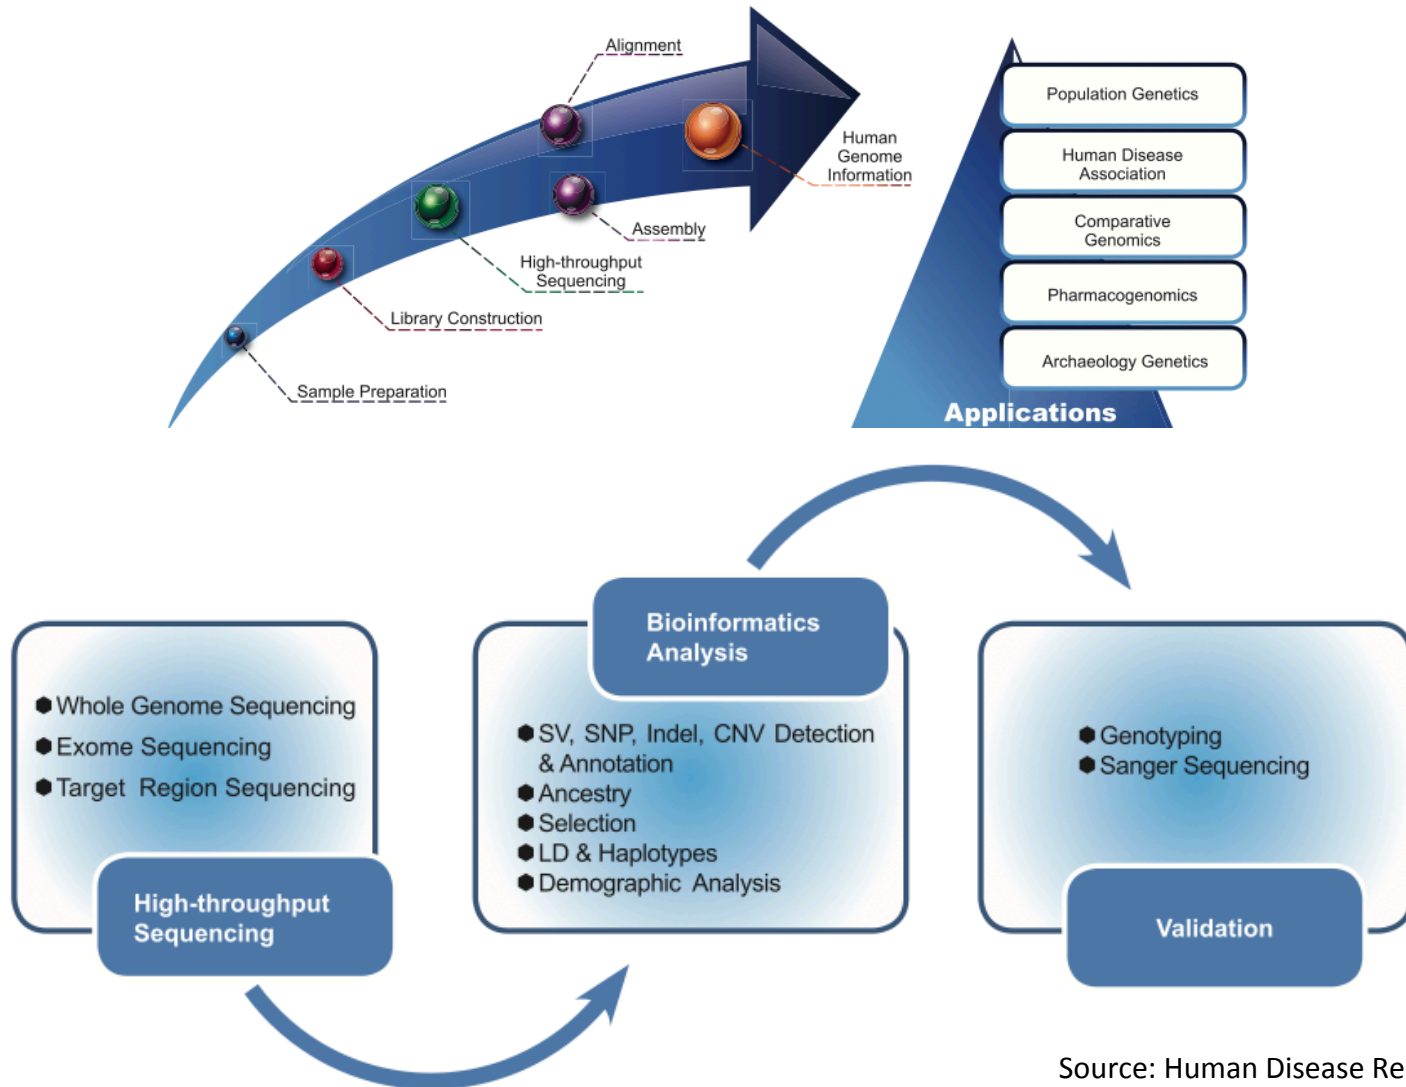 Alignment
Human
Genome
Information
Assembly
High-throughput
Sequencing
Library Construction
Sample Preparation
Population Genetics
Human Disease
Association
Comparative
Genomics
Pharmacogenomics
Archaeology Genetics
Applications
Whole Genome Sequencing
Exome Sequencing
Target Region Sequencing
High-throughput
Sequencing
Bioinformatics
Analysis
SV, SNP, Indel, CNV Detection
& Annotation
Ancestry
Selection
LD & Haplotypes
Demographic Analysis
Genotyping
Sanger Sequencing
Validation
Source: Human Disease Re